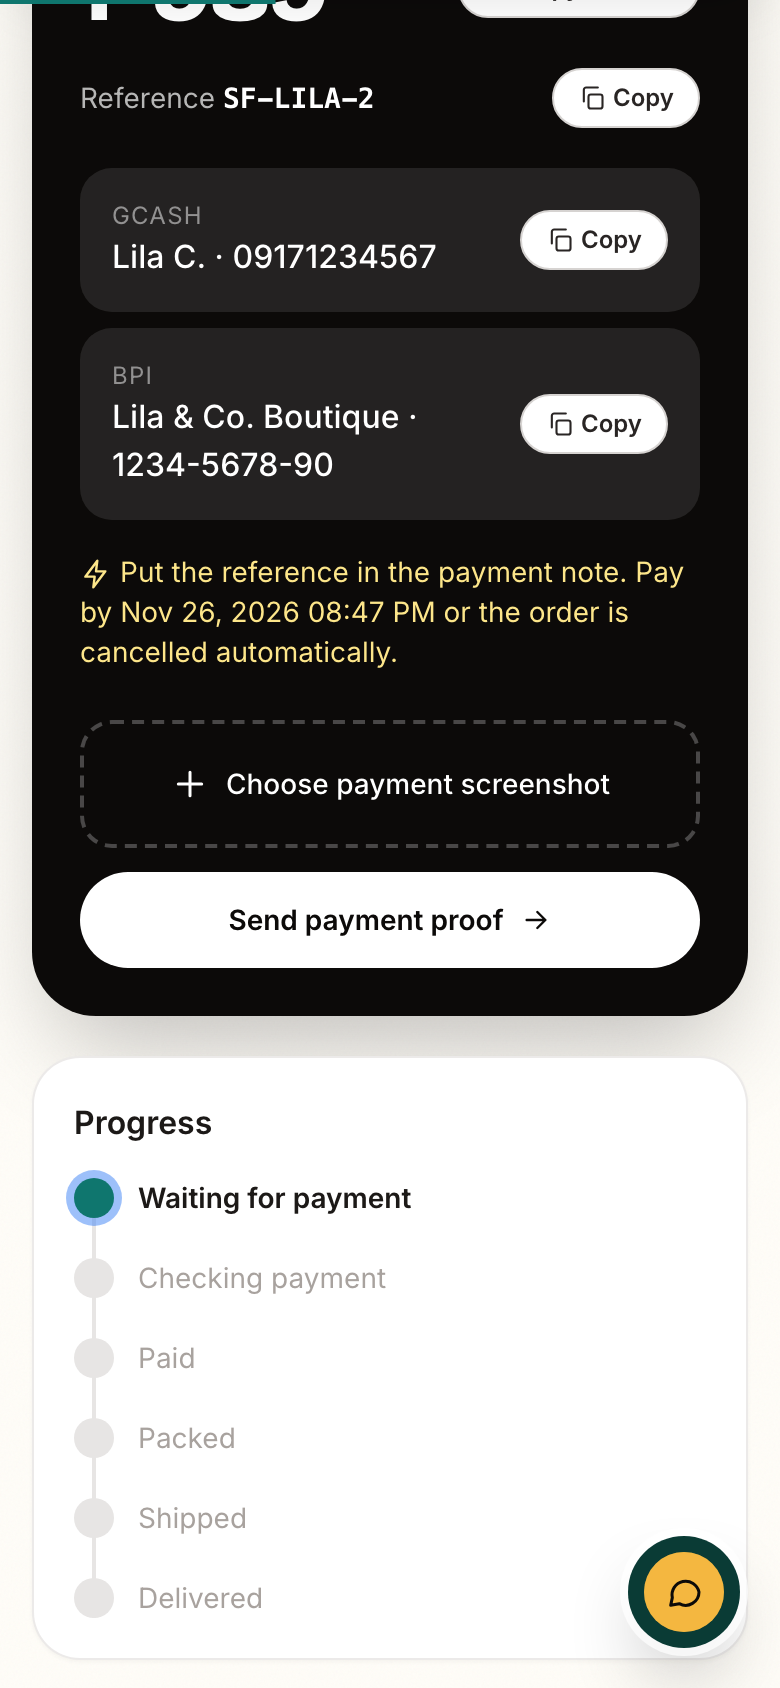 Reference SF-LILA-2
Copy
GCASH
Lila C. · 09171234567
Copy
BPI
Lila & Co. Boutique ·
1234-5678-90
Copy
Put the reference in the payment note. Pay
by Nov 26, 2026 08:47 PM or the order is
cancelled automatically.
Choose payment screenshot
Send payment proof →
Progress
Waiting for payment
Checking payment
Paid
Packed
Shipped
Delivered